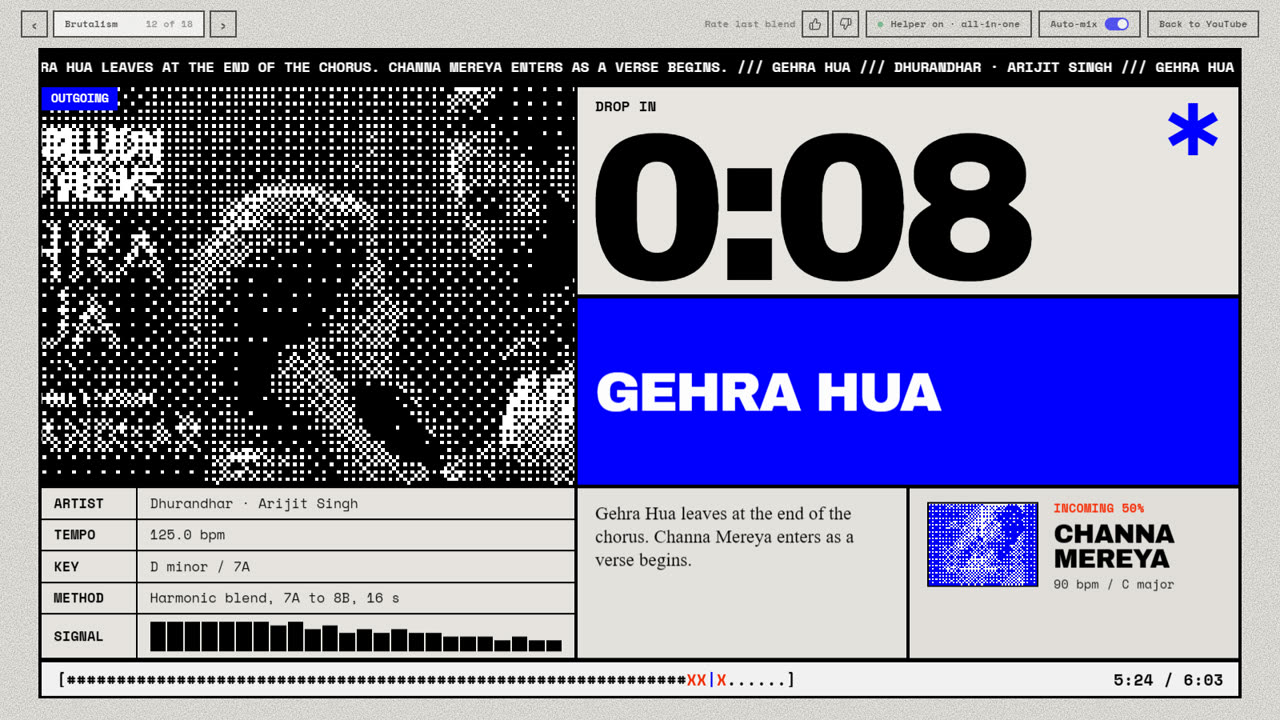 ‹ Brutalism 12 of 18 ›
Rate last blend
Helper on · all-in-one
Auto-mix
Back to YouTube
RA HUA LEAVES AT THE END OF THE CHORUS. CHANNA MEREYA ENTERS AS A VERSE BEGINS. /// GEHRA HUA /// DHURANDHAR · ARIJIT SINGH /// GEHRA HUA
OUTGOING
DROP IN
*
0:08
GEHRA HUA
ARTIST Dhurandhar · Arijit Singh
TEMPO 125.0 bpm
KEY D minor / 7A
METHOD Harmonic blend, 7A to 8B, 16 s
SIGNAL
Gehra Hua leaves at the end of the
chorus. Channa Mereya enters as a
verse begins.
INCOMING 50%
CHANNA
MEREYA
90 bpm / C major
[##########################################################################XX|X......] 5:24 / 6:03